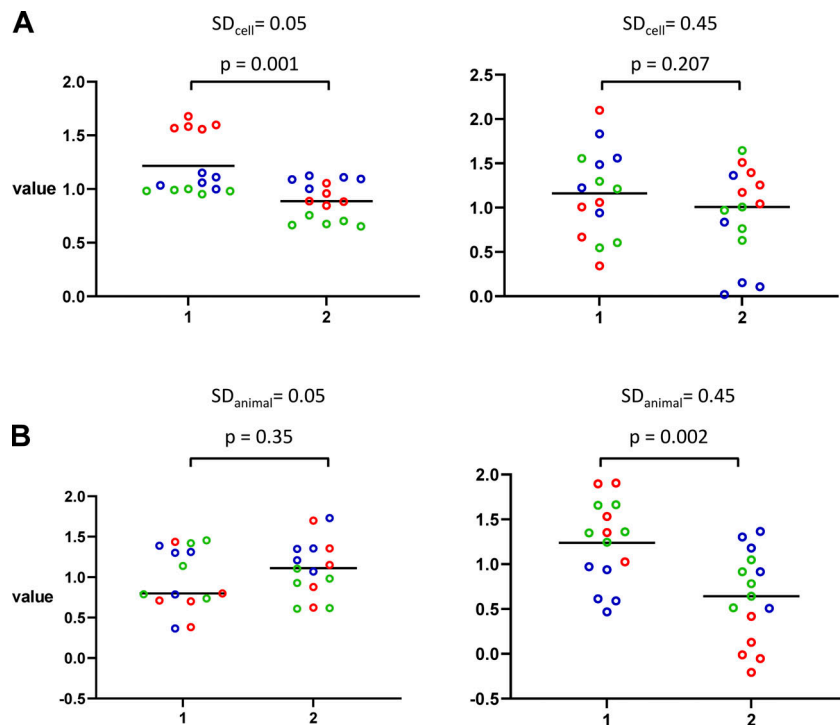 A
SDcell= 0.05
SDcell= 0.45
p = 0.001
p = 0.207
2.0
1.5
1.0
0.5
0.0
value
1
2
2.5
2.0
1.5
1.0
0.5
0.0
1
2
B
SDanimal= 0.05
SDanimal= 0.45
p = 0.35
p = 0.002
2.0
1.5
1.0
0.5
0.0
-0.5
value
1
2
2.0
1.5
1.0
0.5
0.0
-0.5
1
2